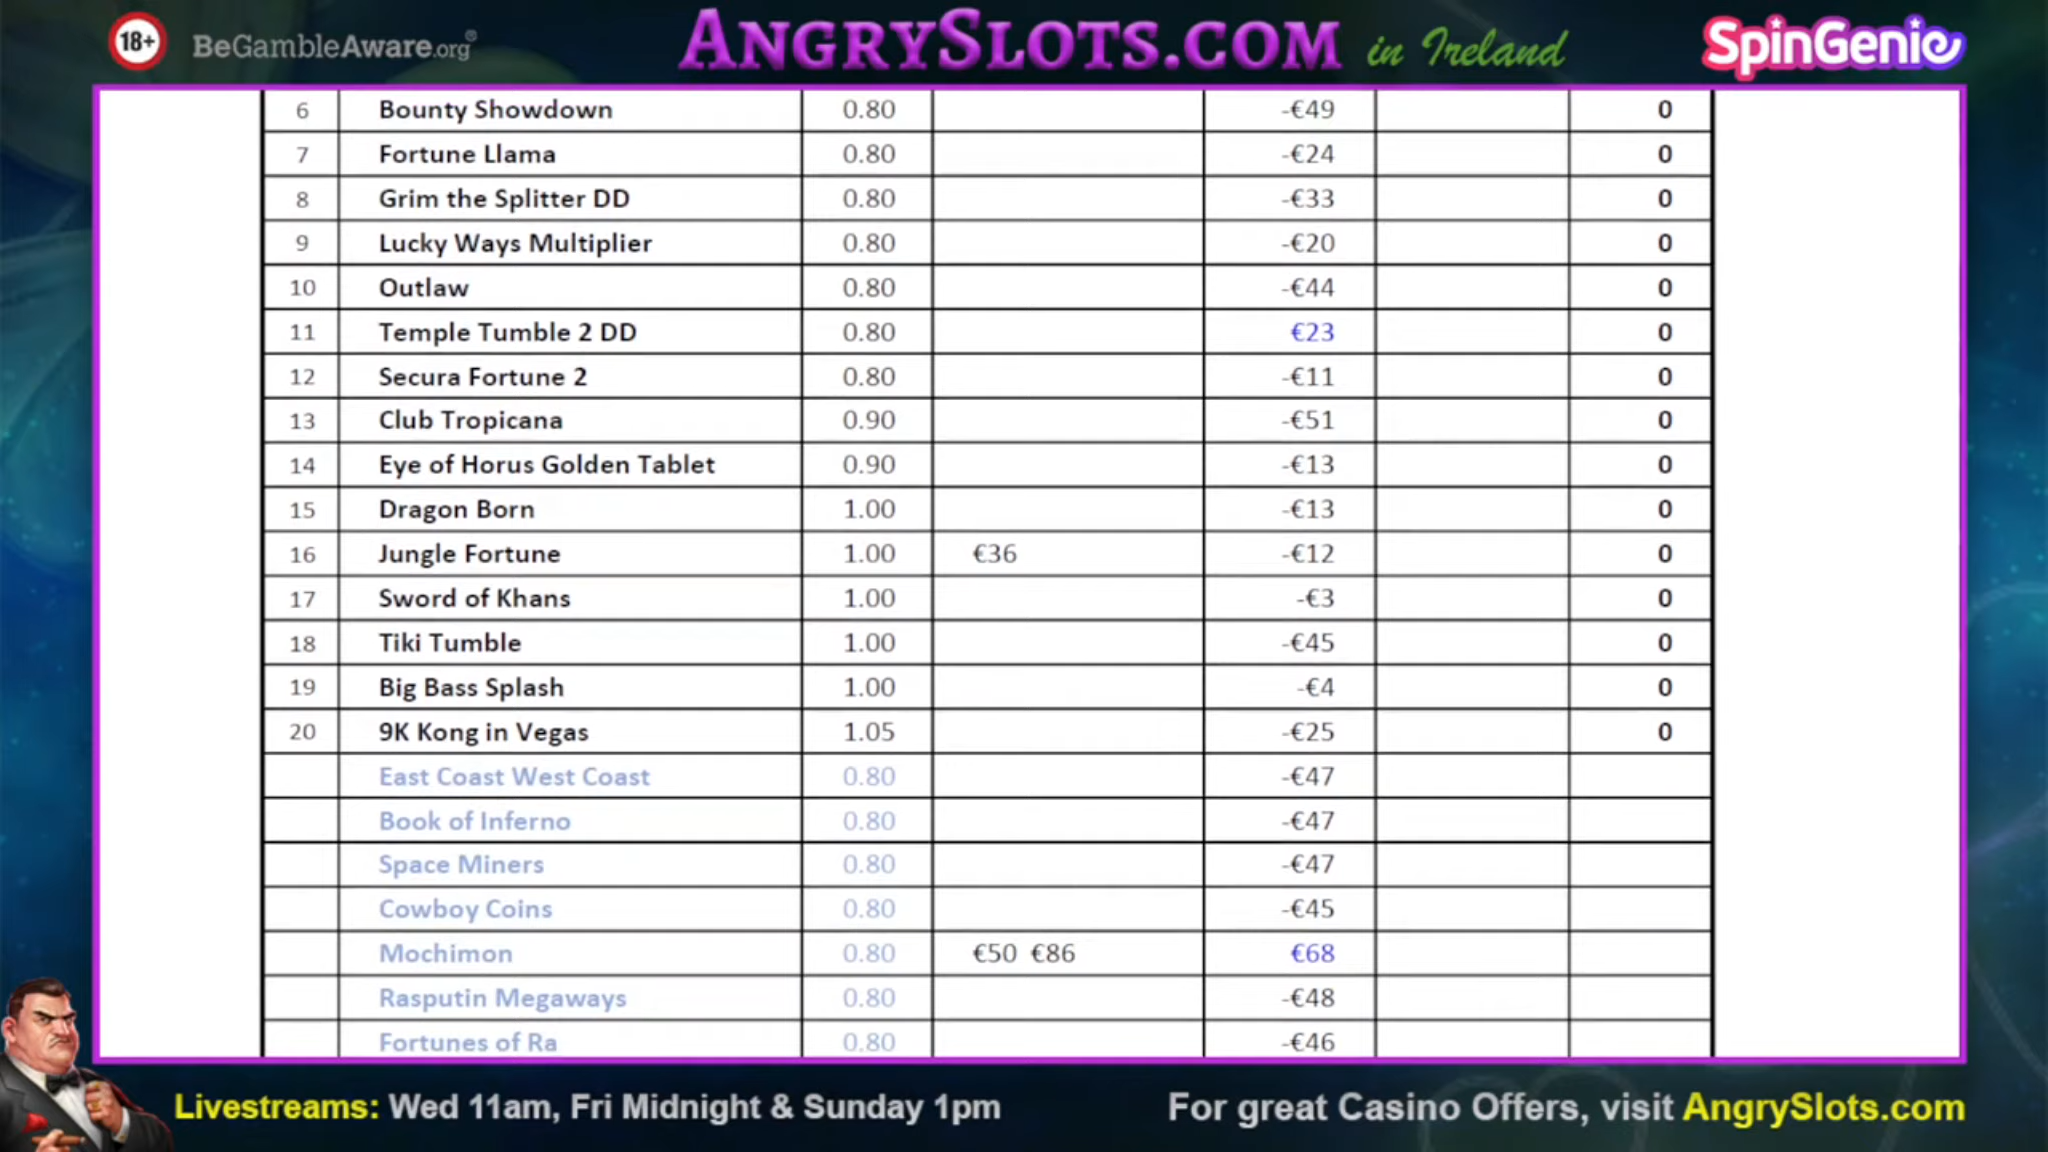 18+ BeGambleAware.org® AngrySlots.com in Ireland SpinGenie
6 Bounty Showdown 0.80 -€49 0
7 Fortune Llama 0.80 -€24 0
8 Grim the Splitter DD 0.80 -€33 0
9 Lucky Ways Multiplier 0.80 -€20 0
10 Outlaw 0.80 -€44 0
11 Temple Tumble 2 DD 0.80 €23 0
12 Secura Fortune 2 0.80 -€11 0
13 Club Tropicana 0.90 -€51 0
14 Eye of Horus Golden Tablet 0.90 -€13 0
15 Dragon Born 1.00 -€13 0
16 Jungle Fortune 1.00 €36 -€12 0
17 Sword of Khans 1.00 -€3 0
18 Tiki Tumble 1.00 -€45 0
19 Big Bass Splash 1.00 -€4 0
20 9K Kong in Vegas 1.05 -€25 0
East Coast West Coast 0.80 -€47
Book of Inferno 0.80 -€47
Space Miners 0.80 -€47
Cowboy Coins 0.80 -€45
Mochimon 0.80 €50 €86 €68
Rasputin Megaways 0.80 -€48
Fortunes of Ra 0.80 -€46
Livestreams: Wed 11am, Fri Midnight & Sunday 1pm For great Casino Offers, visit AngrySlots.com